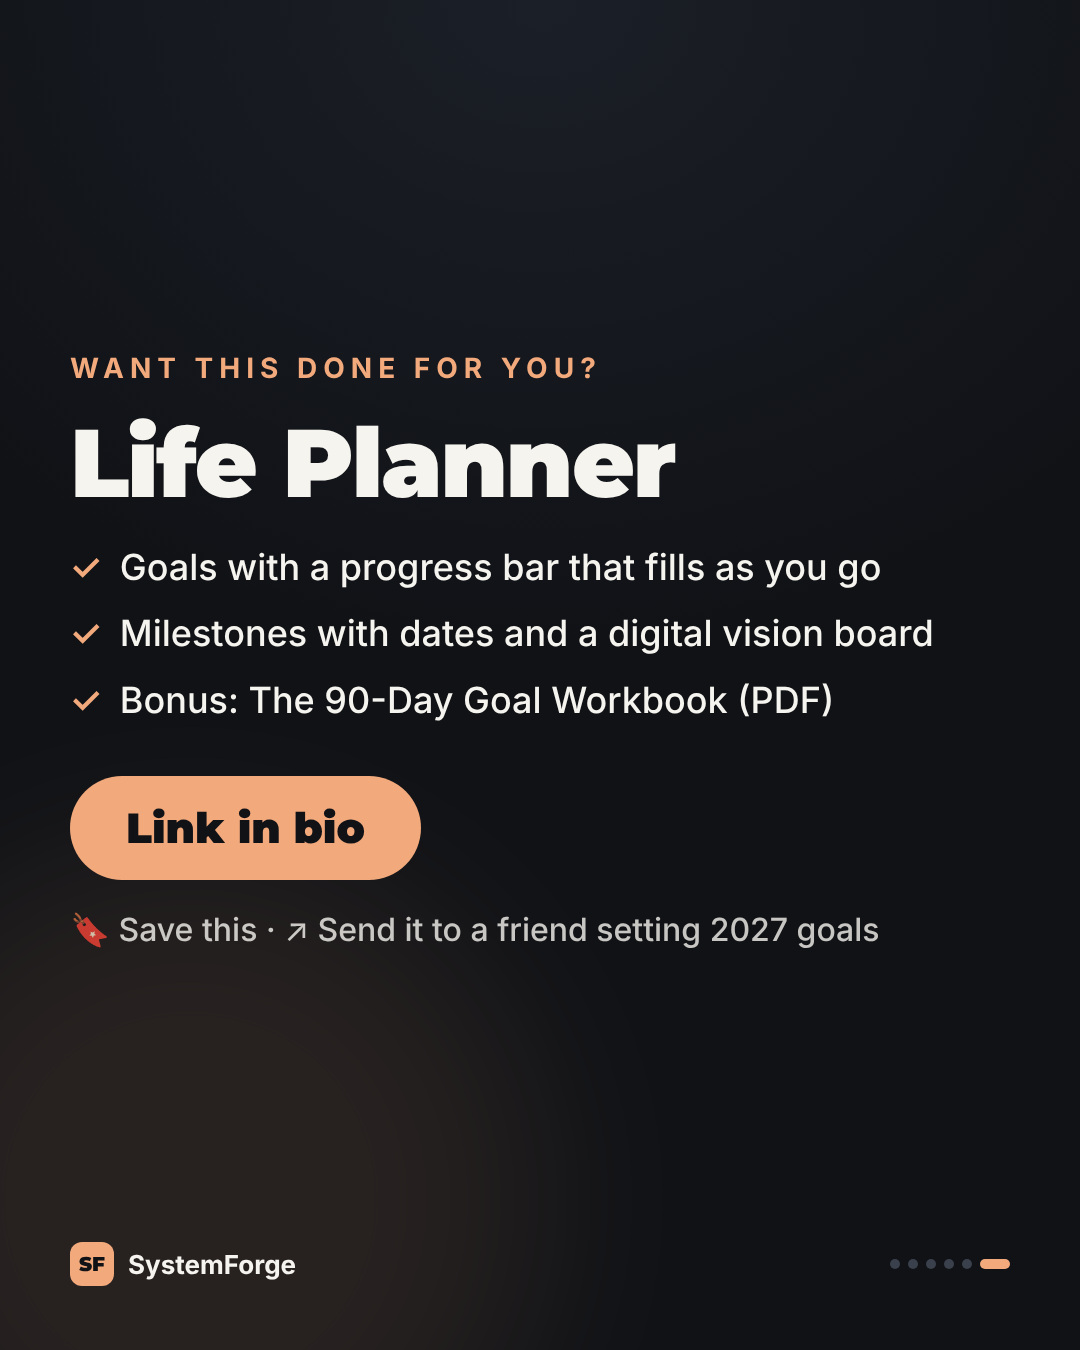 WANT THIS DONE FOR YOU?
Life Planner
✓ Goals with a progress bar that fills as you go
✓ Milestones with dates and a digital vision board
✓ Bonus: The 90-Day Goal Workbook (PDF)
Link in bio
🔖 Save this · ↗ Send it to a friend setting 2027 goals
SF SystemForge